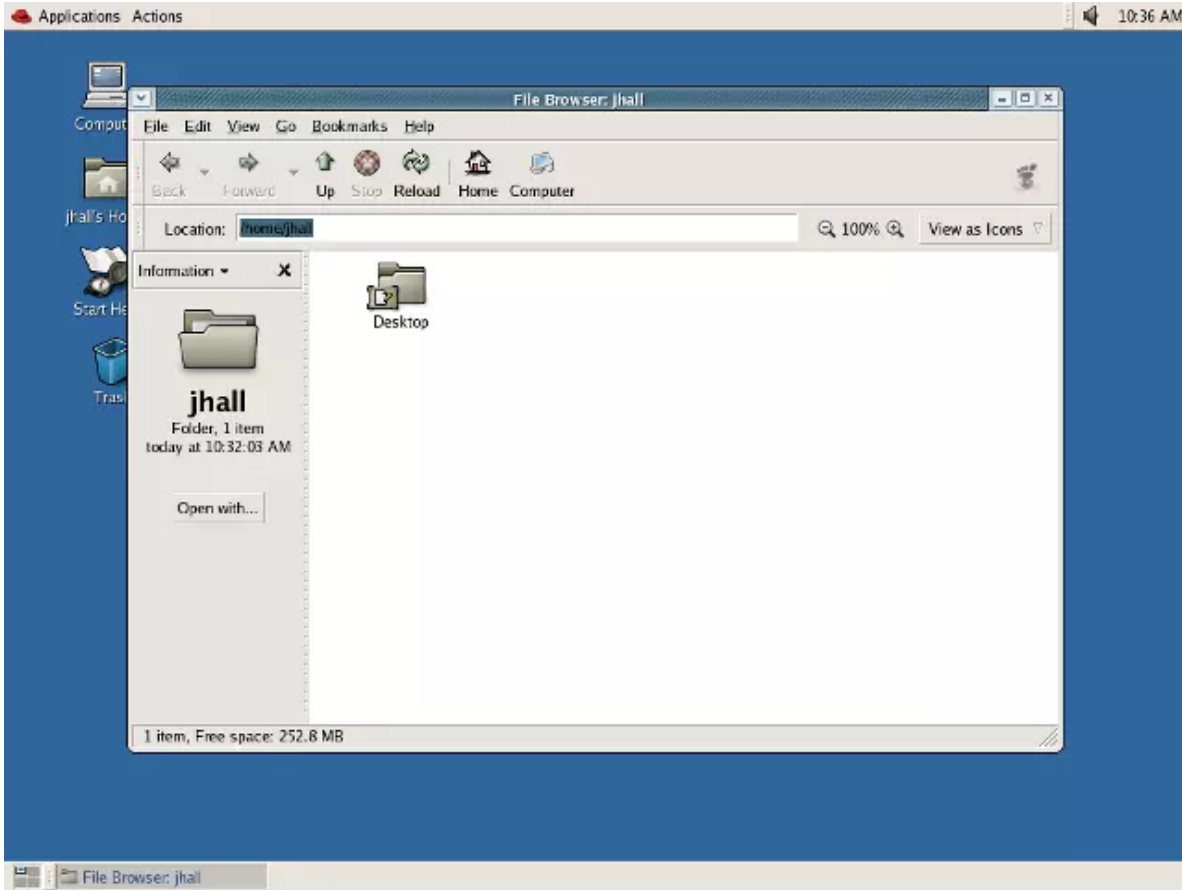 Applications Actions 10:36 AM
Comput
jhall's Ho
Start He
Tras
File Browser: jhall
File Edit View Go Bookmarks Help
Back Forward Up Stop Reload Home Computer
Location: /home/jhall 100% View as Icons
Information
jhall
Folder, 1 item
today at 10:32:03 AM
Open with...
Desktop
1 item, Free space: 252.8 MB
File Browser: jhall